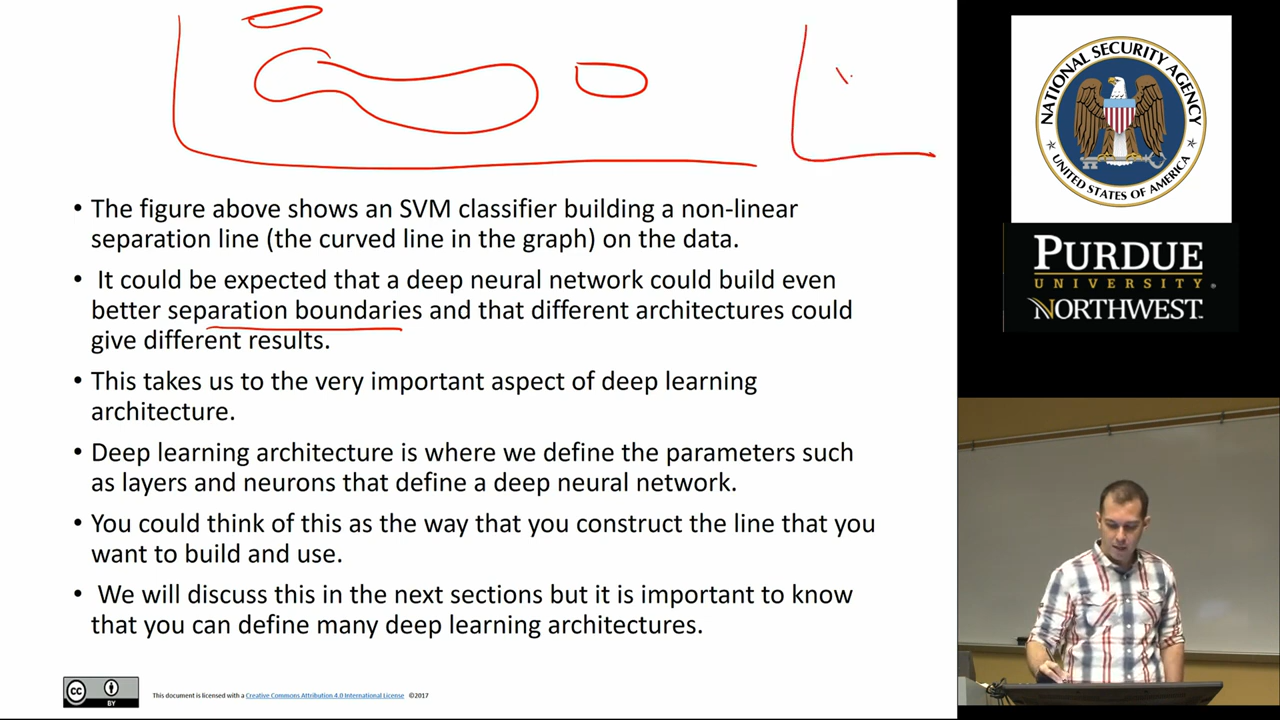 NATIONAL SECURITY AGENCY
UNITED STATES OF AMERICA
PURDUE
UNIVERSITY
NORTHWEST
• The figure above shows an SVM classifier building a non-linear
separation line (the curved line in the graph) on the data.
• It could be expected that a deep neural network could build even
better separation boundaries and that different architectures could
give different results.
• This takes us to the very important aspect of deep learning
architecture.
• Deep learning architecture is where we define the parameters such
as layers and neurons that define a deep neural network.
• You could think of this as the way that you construct the line that you
want to build and use.
• We will discuss this in the next sections but it is important to know
that you can define many deep learning architectures.
cc BY
This document is licensed with a Creative Commons Attribution 4.0 International License ©2017